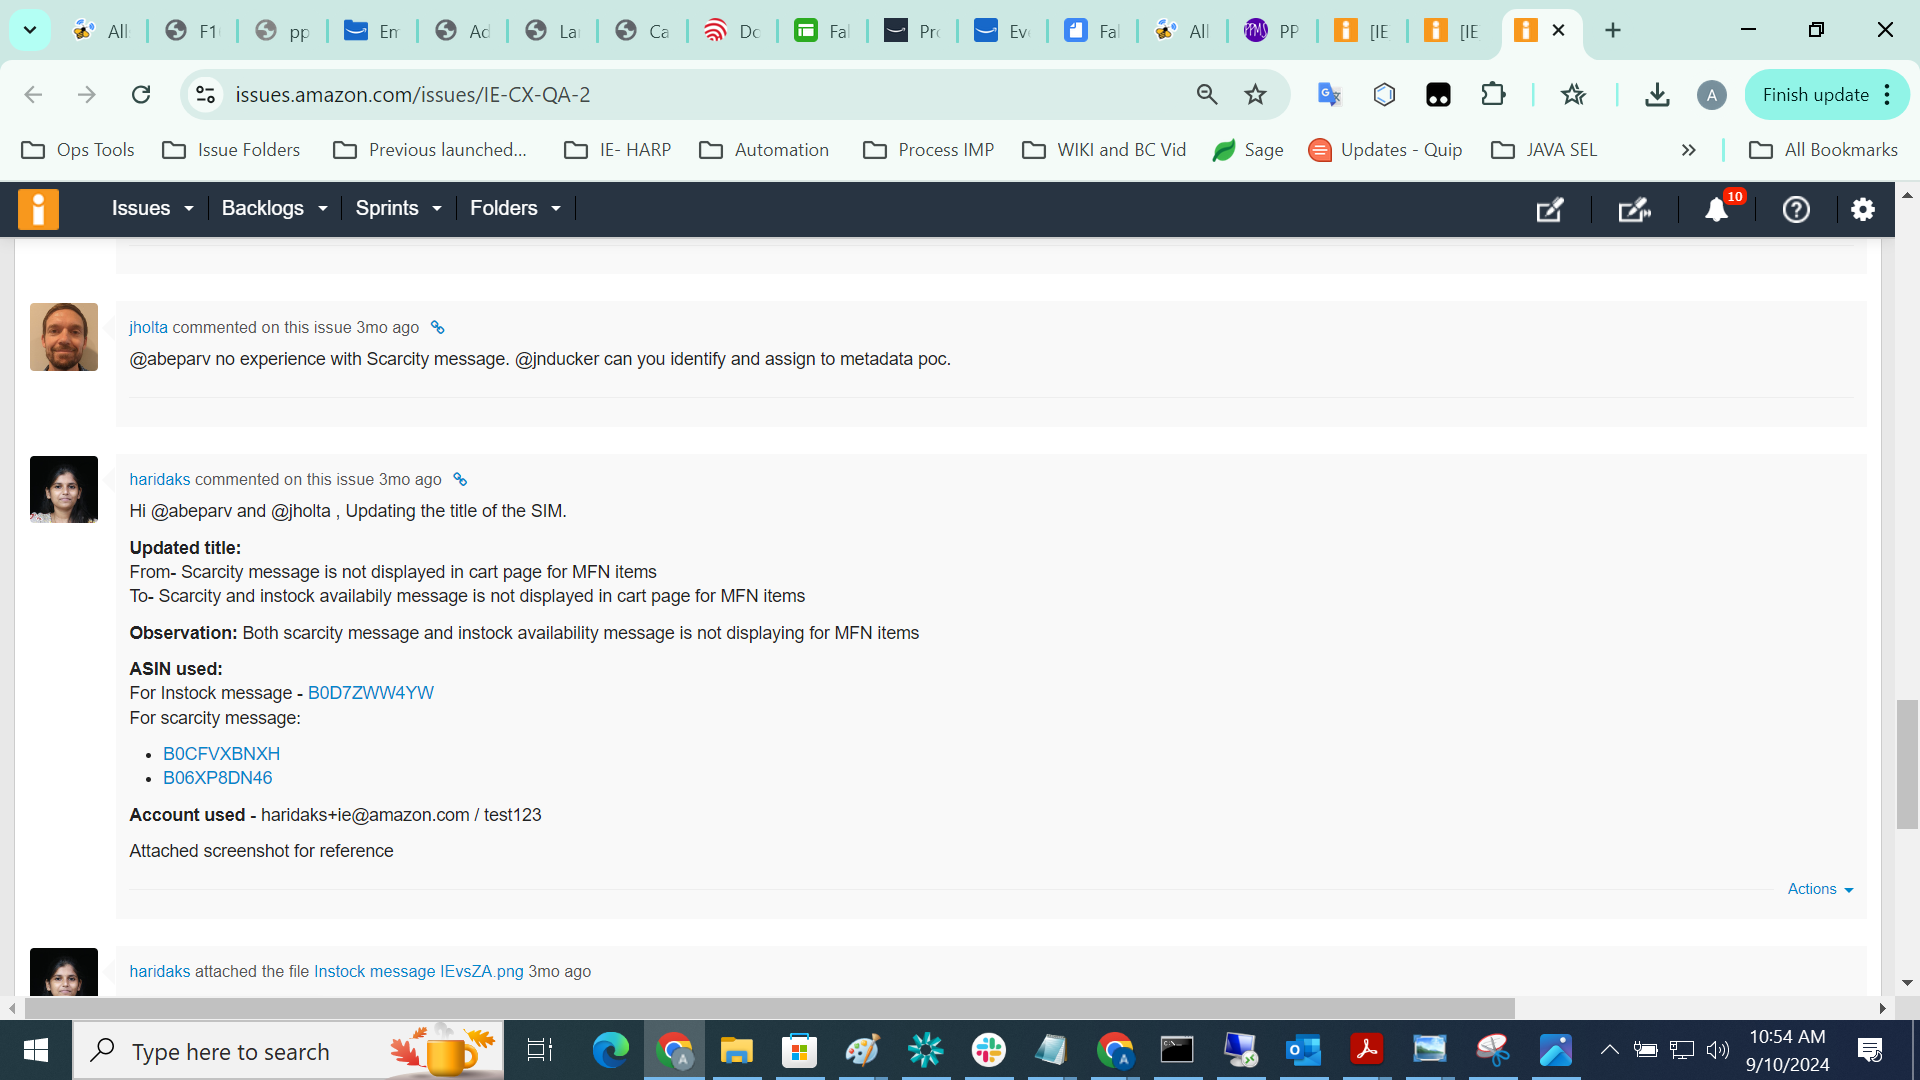 All
F1
pp
Em
Ad
La
Ca
Do
Fal
Pro
Eve
Fal
All
PP
[IE
[IE
issues.amazon.com/issues/IE-CX-QA-2
A
Finish update
Ops Tools
Issue Folders
Previous launched...
IE- HARP
Automation
Process IMP
WIKI and BC Vid
Sage
Updates - Quip
JAVA SEL
»
All Bookmarks
Issues
Backlogs
Sprints
Folders
10
jholta commented on this issue 3mo ago
@abeparv no experience with Scarcity message. @jnducker can you identify and assign to metadata poc.
haridaks commented on this issue 3mo ago
Hi @abeparv and @jholta , Updating the title of the SIM.
Updated title:
From- Scarcity message is not displayed in cart page for MFN items
To- Scarcity and instock availabily message is not displayed in cart page for MFN items
Observation: Both scarcity message and instock availability message is not displaying for MFN items
ASIN used:
For Instock message - B0D7ZWW4YW
For scarcity message:
• B0CFVXBNXH
• B06XP8DN46
Account used - haridaks+ie@amazon.com / test123
Attached screenshot for reference
Actions
haridaks attached the file Instock message IEvsZA.png 3mo ago
Type here to search
10:54 AM
9/10/2024